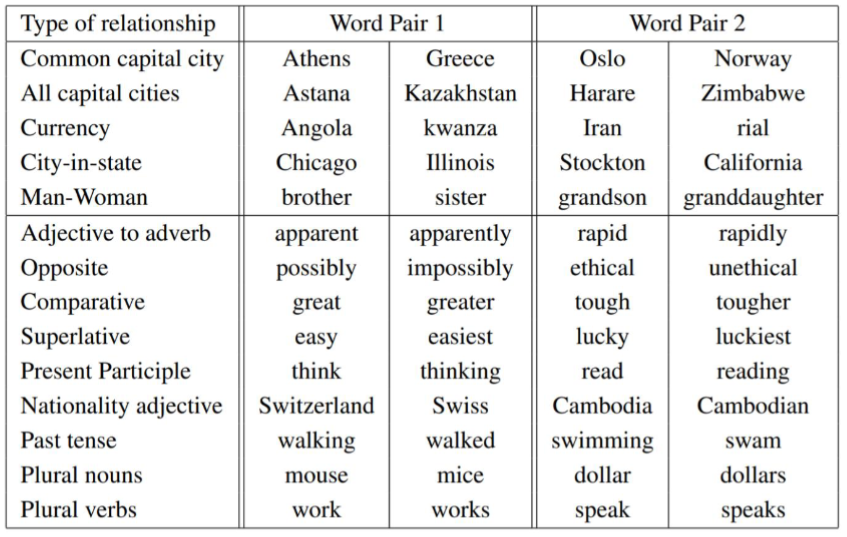 Type of relationship Word Pair 1 Word Pair 2
Common capital city Athens Greece Oslo Norway
All capital cities Astana Kazakhstan Harare Zimbabwe
Currency Angola kwanza Iran rial
City-in-state Chicago Illinois Stockton California
Man-Woman brother sister grandson granddaughter
Adjective to adverb apparent apparently rapid rapidly
Opposite possibly impossibly ethical unethical
Comparative great greater tough tougher
Superlative easy easiest lucky luckiest
Present Participle think thinking read reading
Nationality adjective Switzerland Swiss Cambodia Cambodian
Past tense walking walked swimming swam
Plural nouns mouse mice dollar dollars
Plural verbs work works speak speaks